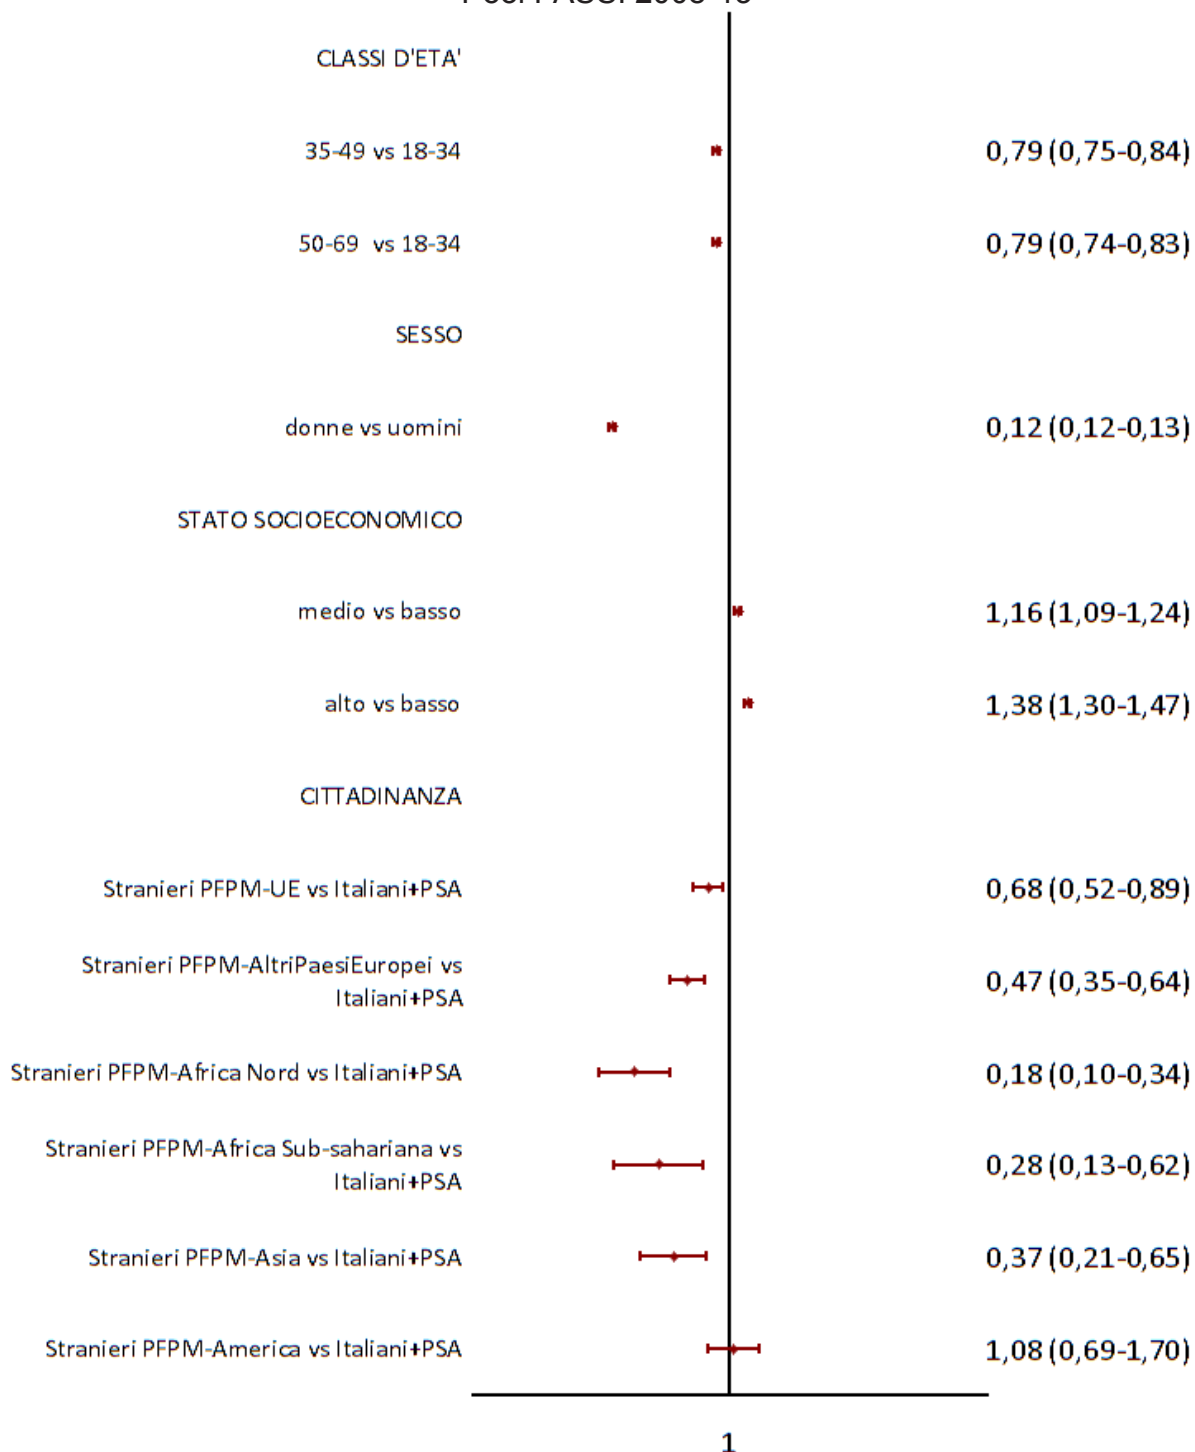 CLASSI D'ETA'
35-49 vs 18-34 0,79 (0,75-0,84)
50-69 vs 18-34 0,79 (0,74-0,83)
SESSO
donne vs uomini 0,12 (0,12-0,13)
STATO SOCIOECONOMICO
medio vs basso 1,16 (1,09-1,24)
alto vs basso 1,38 (1,30-1,47)
CITTADINANZA
Stranieri PFPM-UE vs Italiani+PSA 0,68 (0,52-0,89)
Stranieri PFPM-AltriPaesiEuropei vs
Italiani+PSA 0,47 (0,35-0,64)
Stranieri PFPM-Africa Nord vs Italiani+PSA 0,18 (0,10-0,34)
Stranieri PFPM-Africa Sub-sahariana vs
Italiani+PSA 0,28 (0,13-0,62)
Stranieri PFPM-Asia vs Italiani+PSA 0,37 (0,21-0,65)
Stranieri PFPM-America vs Italiani+PSA 1,08 (0,69-1,70)
1